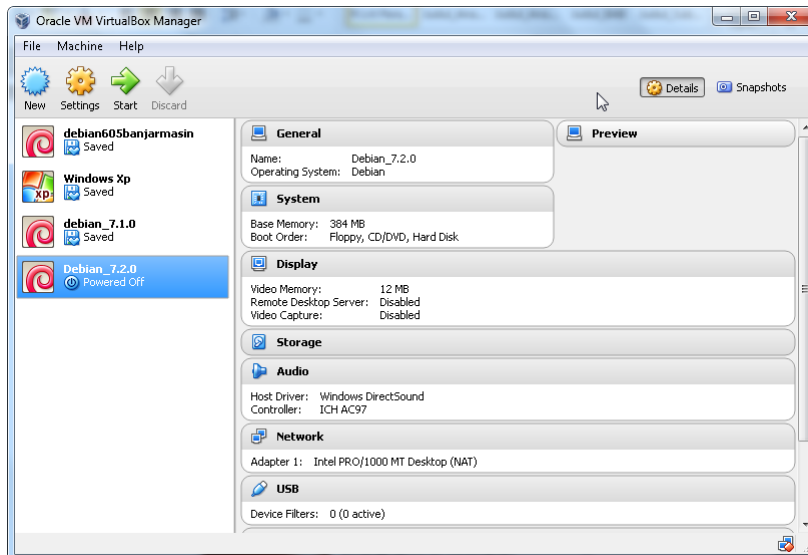 Oracle VM VirtualBox Manager
File Machine Help
New Settings Start Discard
Details Snapshots
debian605banjarmasin
Saved
Windows Xp
Saved
debian_7.1.0
Saved
Debian_7.2.0
Powered Off
General
Name: Debian_7.2.0
Operating System: Debian
System
Base Memory: 384 MB
Boot Order: Floppy, CD/DVD, Hard Disk
Preview
Display
Video Memory: 12 MB
Remote Desktop Server: Disabled
Video Capture: Disabled
Storage
Audio
Host Driver: Windows DirectSound
Controller: ICH AC97
Network
Adapter 1: Intel PRO/1000 MT Desktop (NAT)
USB
Device Filters: 0 (0 active)